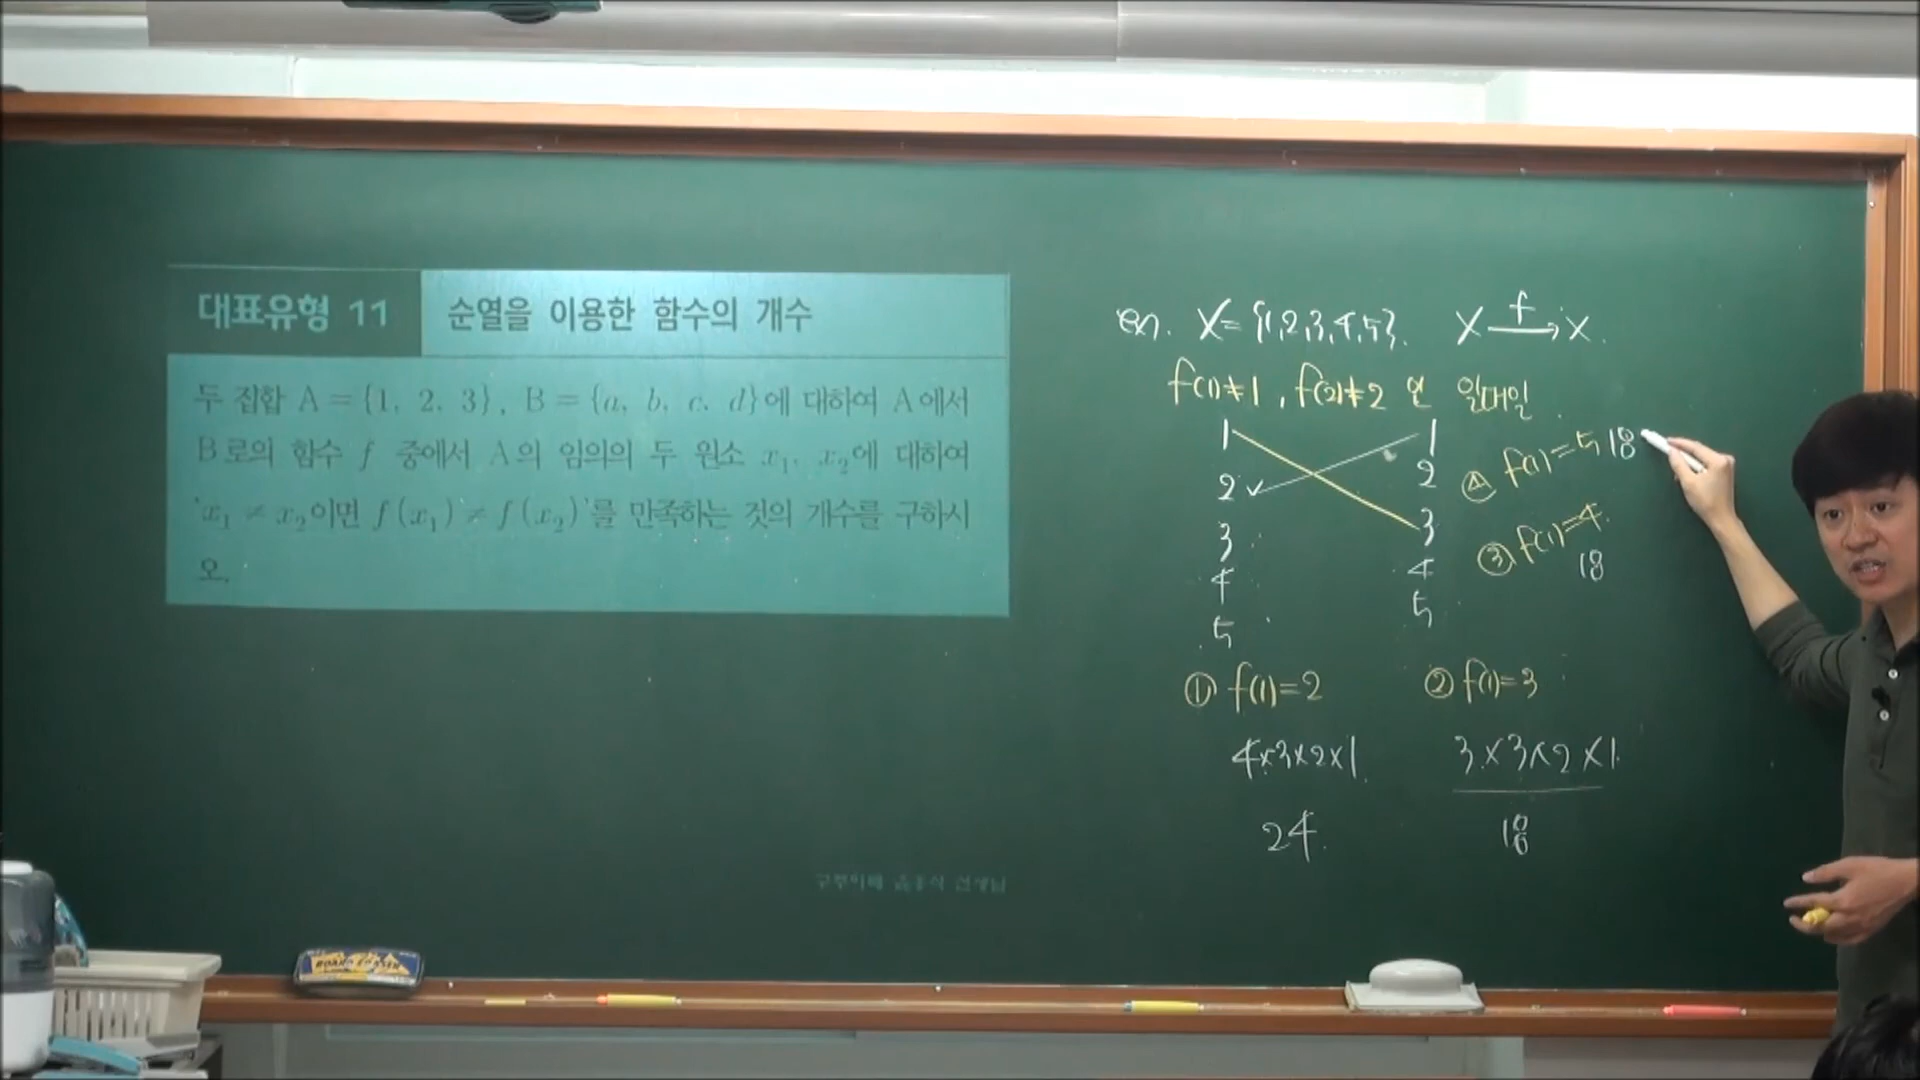 대표유형 11
순열을 이용한 함수의 개수
두 집합 A = {1, 2, 3}, B = {a, b, c, d}에 대하여 A에서
B로의 함수 f 중에서 A의 임의의 두 원소 x₁, x₂에 대하여
'x₁ ≠ x₂이면 f(x₁) ≠ f(x₂)'를 만족하는 것의 개수를 구하시
오.
ex. X = {1, 2, 3, 4, 5}. X →f X.
f(1)≠1, f(2)≠2 인 일대일.
1 1
2 2
3 3
4 4
5 5
④ f(1)=5 18
③ f(1)=4.
18
① f(1)=2 ② f(1)=3
4×3×2×1. 3×3×2×1.
24. 18